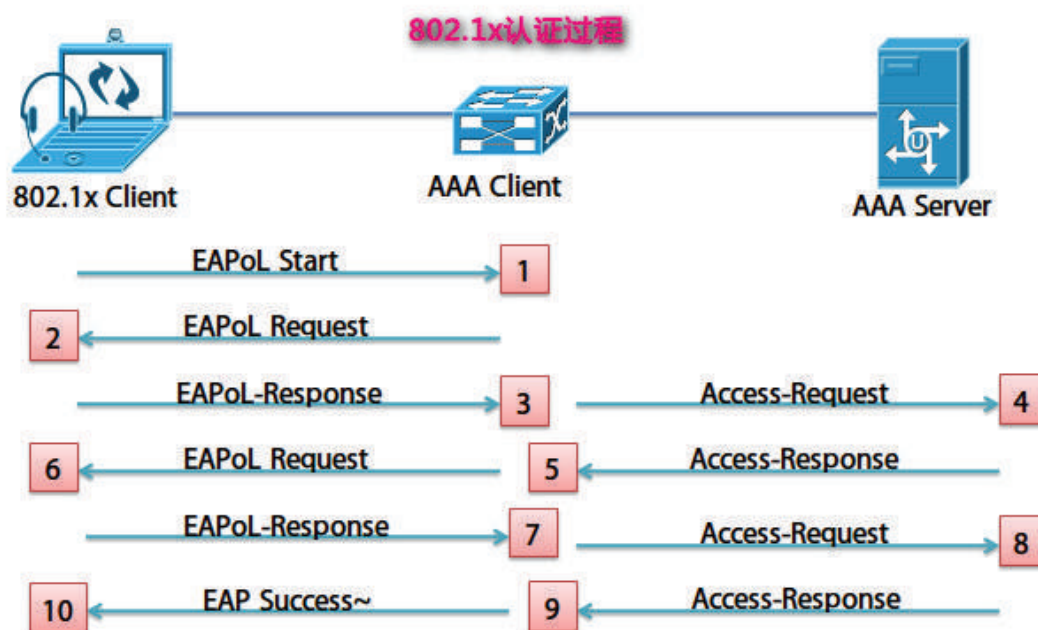 802.1x认证过程
802.1x Client
AAA Client
AAA Server
U
EAPoL Start
1
2
EAPoL Request
EAPoL-Response
3
Access-Request
4
6
EAPoL Request
5
Access-Response
EAPoL-Response
7
Access-Request
8
10
EAP Success~
9
Access-Response